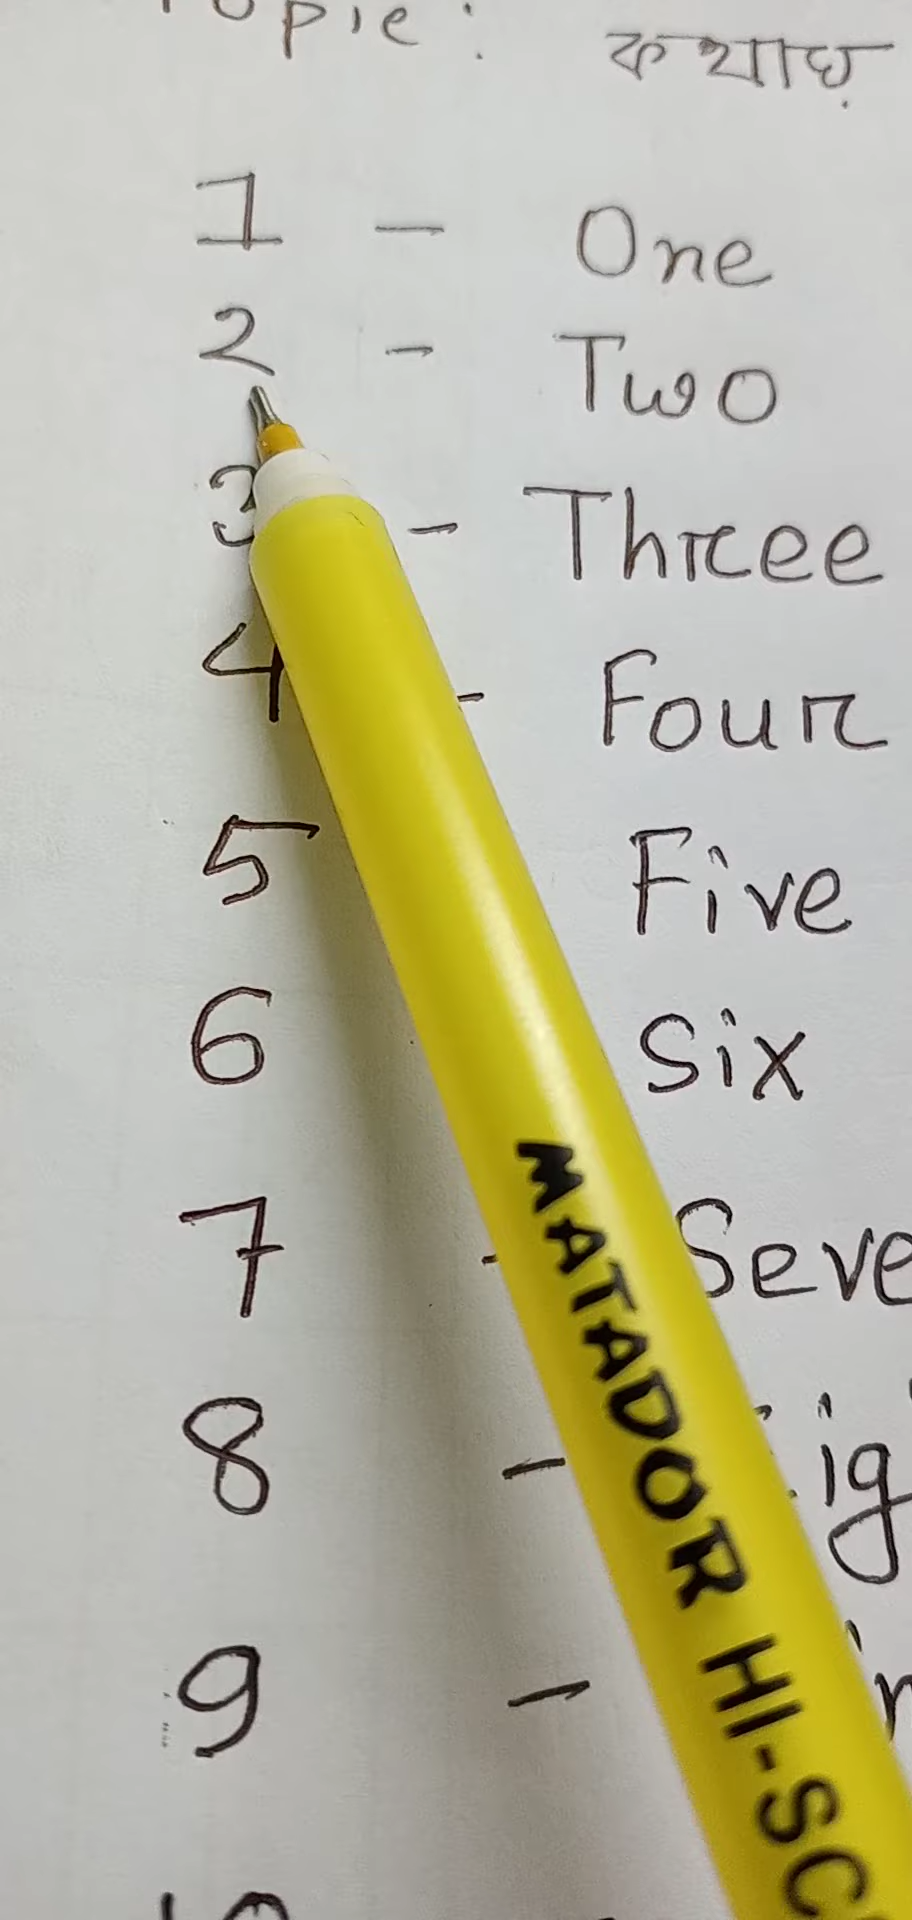 Topic: কথায়
1 - One
2 - Two
3 - Three
4 - Four
5 Five
6 Six
7 - Seve
8 - ig
9 -
MATADOR HI-SC